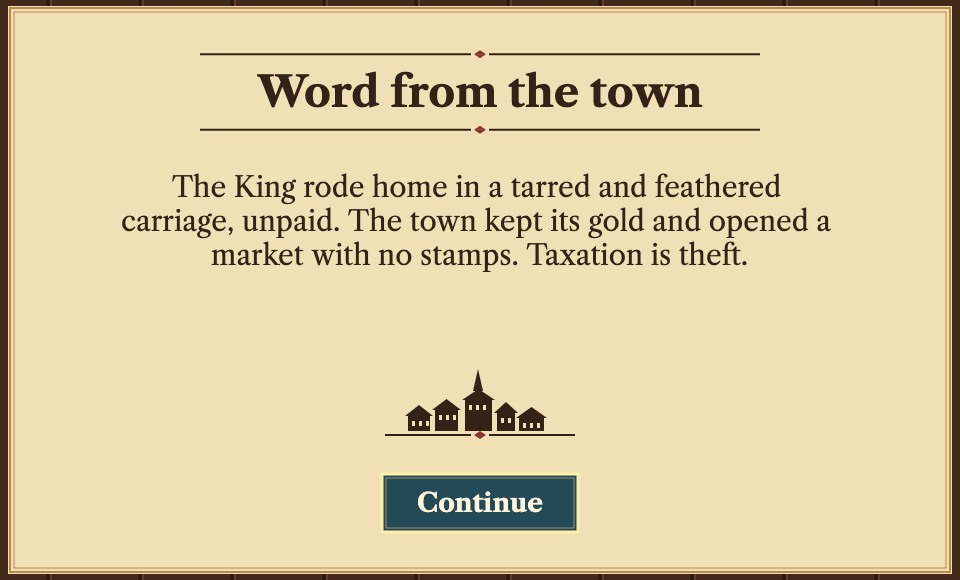 Word from the town
The King rode home in a tarred and feathered
carriage, unpaid. The town kept its gold and opened a
market with no stamps. Taxation is theft.
Continue